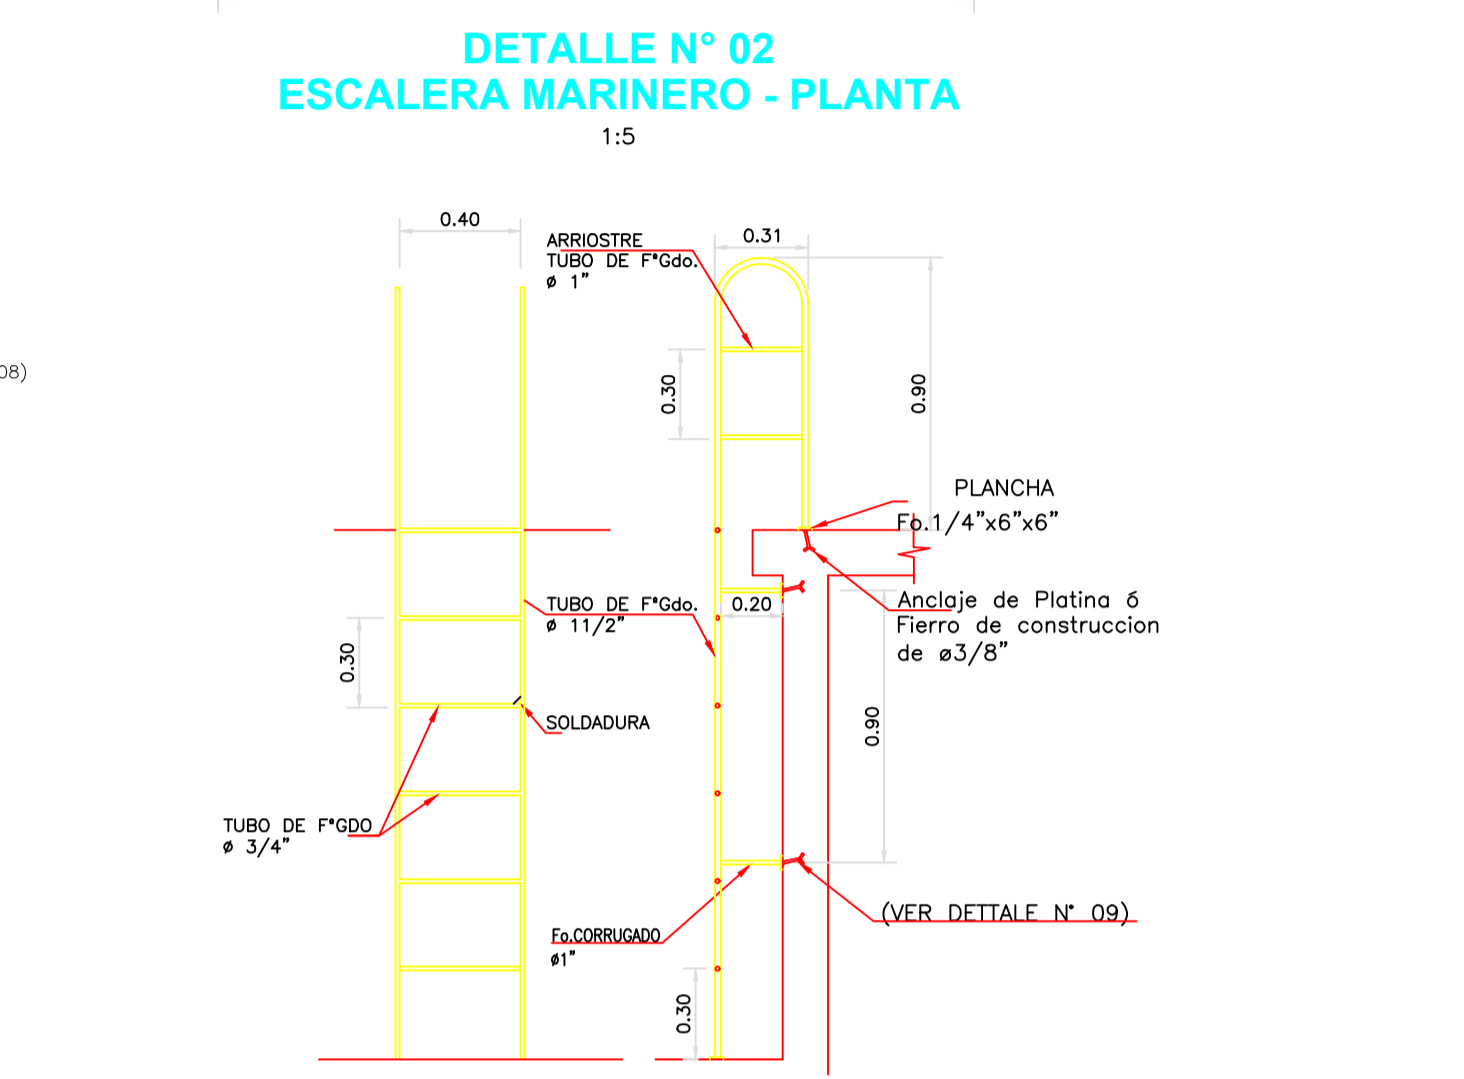 DETALLE N° 02
ESCALERA MARINERO - PLANTA
1:5
0.40
ARRIOSTRE
TUBO DE F°Gdo.
ø 1"
0.31
08)
0.30
0.90
PLANCHA
Fo.1/4"x6"x6"
TUBO DE F°Gdo.
ø 11/2"
0.20
Anclaje de Platina ó
Fierro de construccion
de ø3/8"
0.30
SOLDADURA
0.90
TUBO DE F°GDO
ø 3/4"
(VER DETTALE N° 09)
Fo.CORRUGADO
ø1"
0.30